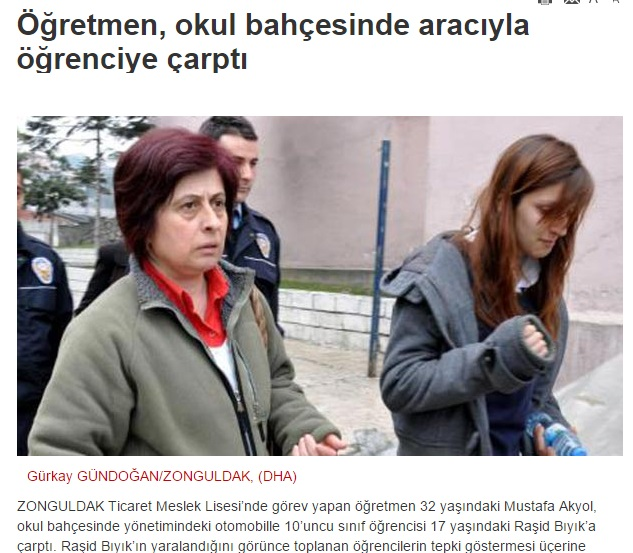 Öğretmen, okul bahçesinde aracıyla
öğrenciye çarptı
Gürkay GÜNDOĞAN/ZONGULDAK, (DHA)
ZONGULDAK Ticaret Meslek Lisesi’nde görev yapan öğretmen 32 yaşındaki Mustafa Akyol,
okul bahçesinde yönetimindeki otomobille 10’uncu sınıf öğrencisi 17 yaşındaki Raşid Bıyık’a
çarptı. Raşid Bıyık’ın yaralandığını görünce toplanan öğrencilerin tepki göstermesi üzerine